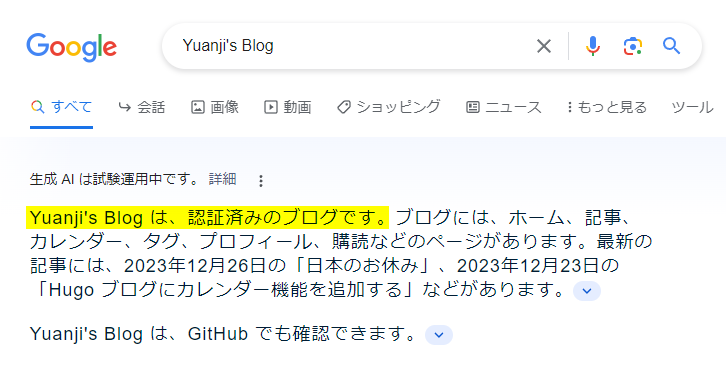 Google
Yuanji's Blog
すべて 会話 画像 動画 ショッピング ニュース もっと見る ツール
生成 AI は試験運用中です。 詳細
Yuanji's Blog は、認証済みのブログです。ブログには、ホーム、記事、
カレンダー、タグ、プロフィール、購読などのページがあります。最新の
記事には、2023年12月26日の「日本のお休み」、2023年12月23日の
「Hugo ブログにカレンダー機能を追加する」などがあります。
Yuanji's Blog は、GitHub でも確認できます。